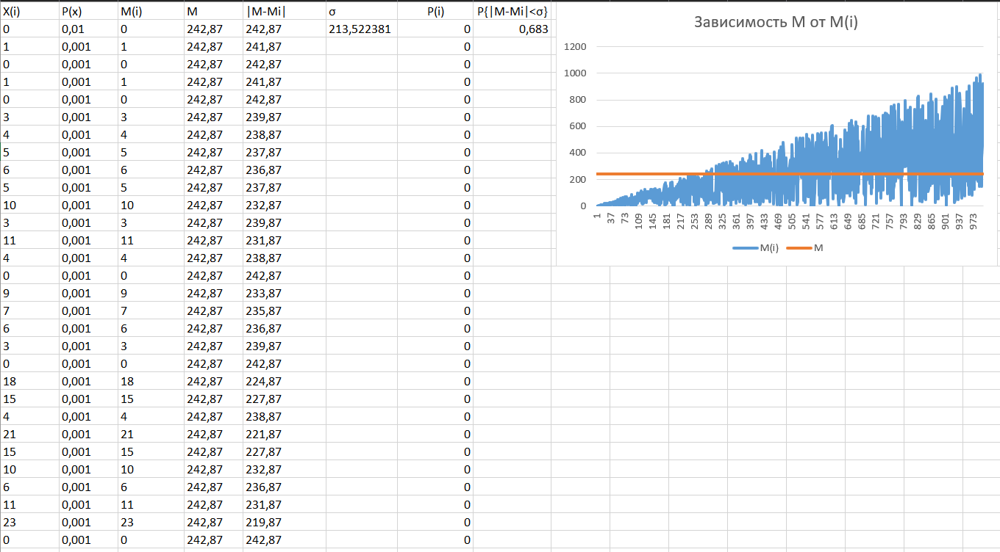 X(i) P(x) M(i) M |M-Mi| σ P(i) P{|M-Mi|<σ}
0 0,01 0 242,87 242,87 213,522381 0 0,683
1 0,001 1 242,87 241,87 0
0 0,001 0 242,87 242,87 0
1 0,001 1 242,87 241,87 0
0 0,001 0 242,87 242,87 0
3 0,001 3 242,87 239,87 0
4 0,001 4 242,87 238,87 0
5 0,001 5 242,87 237,87 0
6 0,001 6 242,87 236,87 0
5 0,001 5 242,87 237,87 0
10 0,001 10 242,87 232,87 0
3 0,001 3 242,87 239,87 0
11 0,001 11 242,87 231,87 0
4 0,001 4 242,87 238,87 0
0 0,001 0 242,87 242,87 0
9 0,001 9 242,87 233,87 0
7 0,001 7 242,87 235,87 0
6 0,001 6 242,87 236,87 0
3 0,001 3 242,87 239,87 0
0 0,001 0 242,87 242,87 0
18 0,001 18 242,87 224,87 0
15 0,001 15 242,87 227,87 0
4 0,001 4 242,87 238,87 0
21 0,001 21 242,87 221,87 0
15 0,001 15 242,87 227,87 0
10 0,001 10 242,87 232,87 0
6 0,001 6 242,87 236,87 0
11 0,001 11 242,87 231,87 0
23 0,001 23 242,87 219,87 0
0 0,001 0 242,87 242,87 0
Зависимость M от M(i)
1200
1000
800
600
400
200
0
1 37 73 109 145 181 217 253 289 325 361 397 433 469 505 541 577 613 649 685 721 757 793 829 865 901 937 973
M(i) M